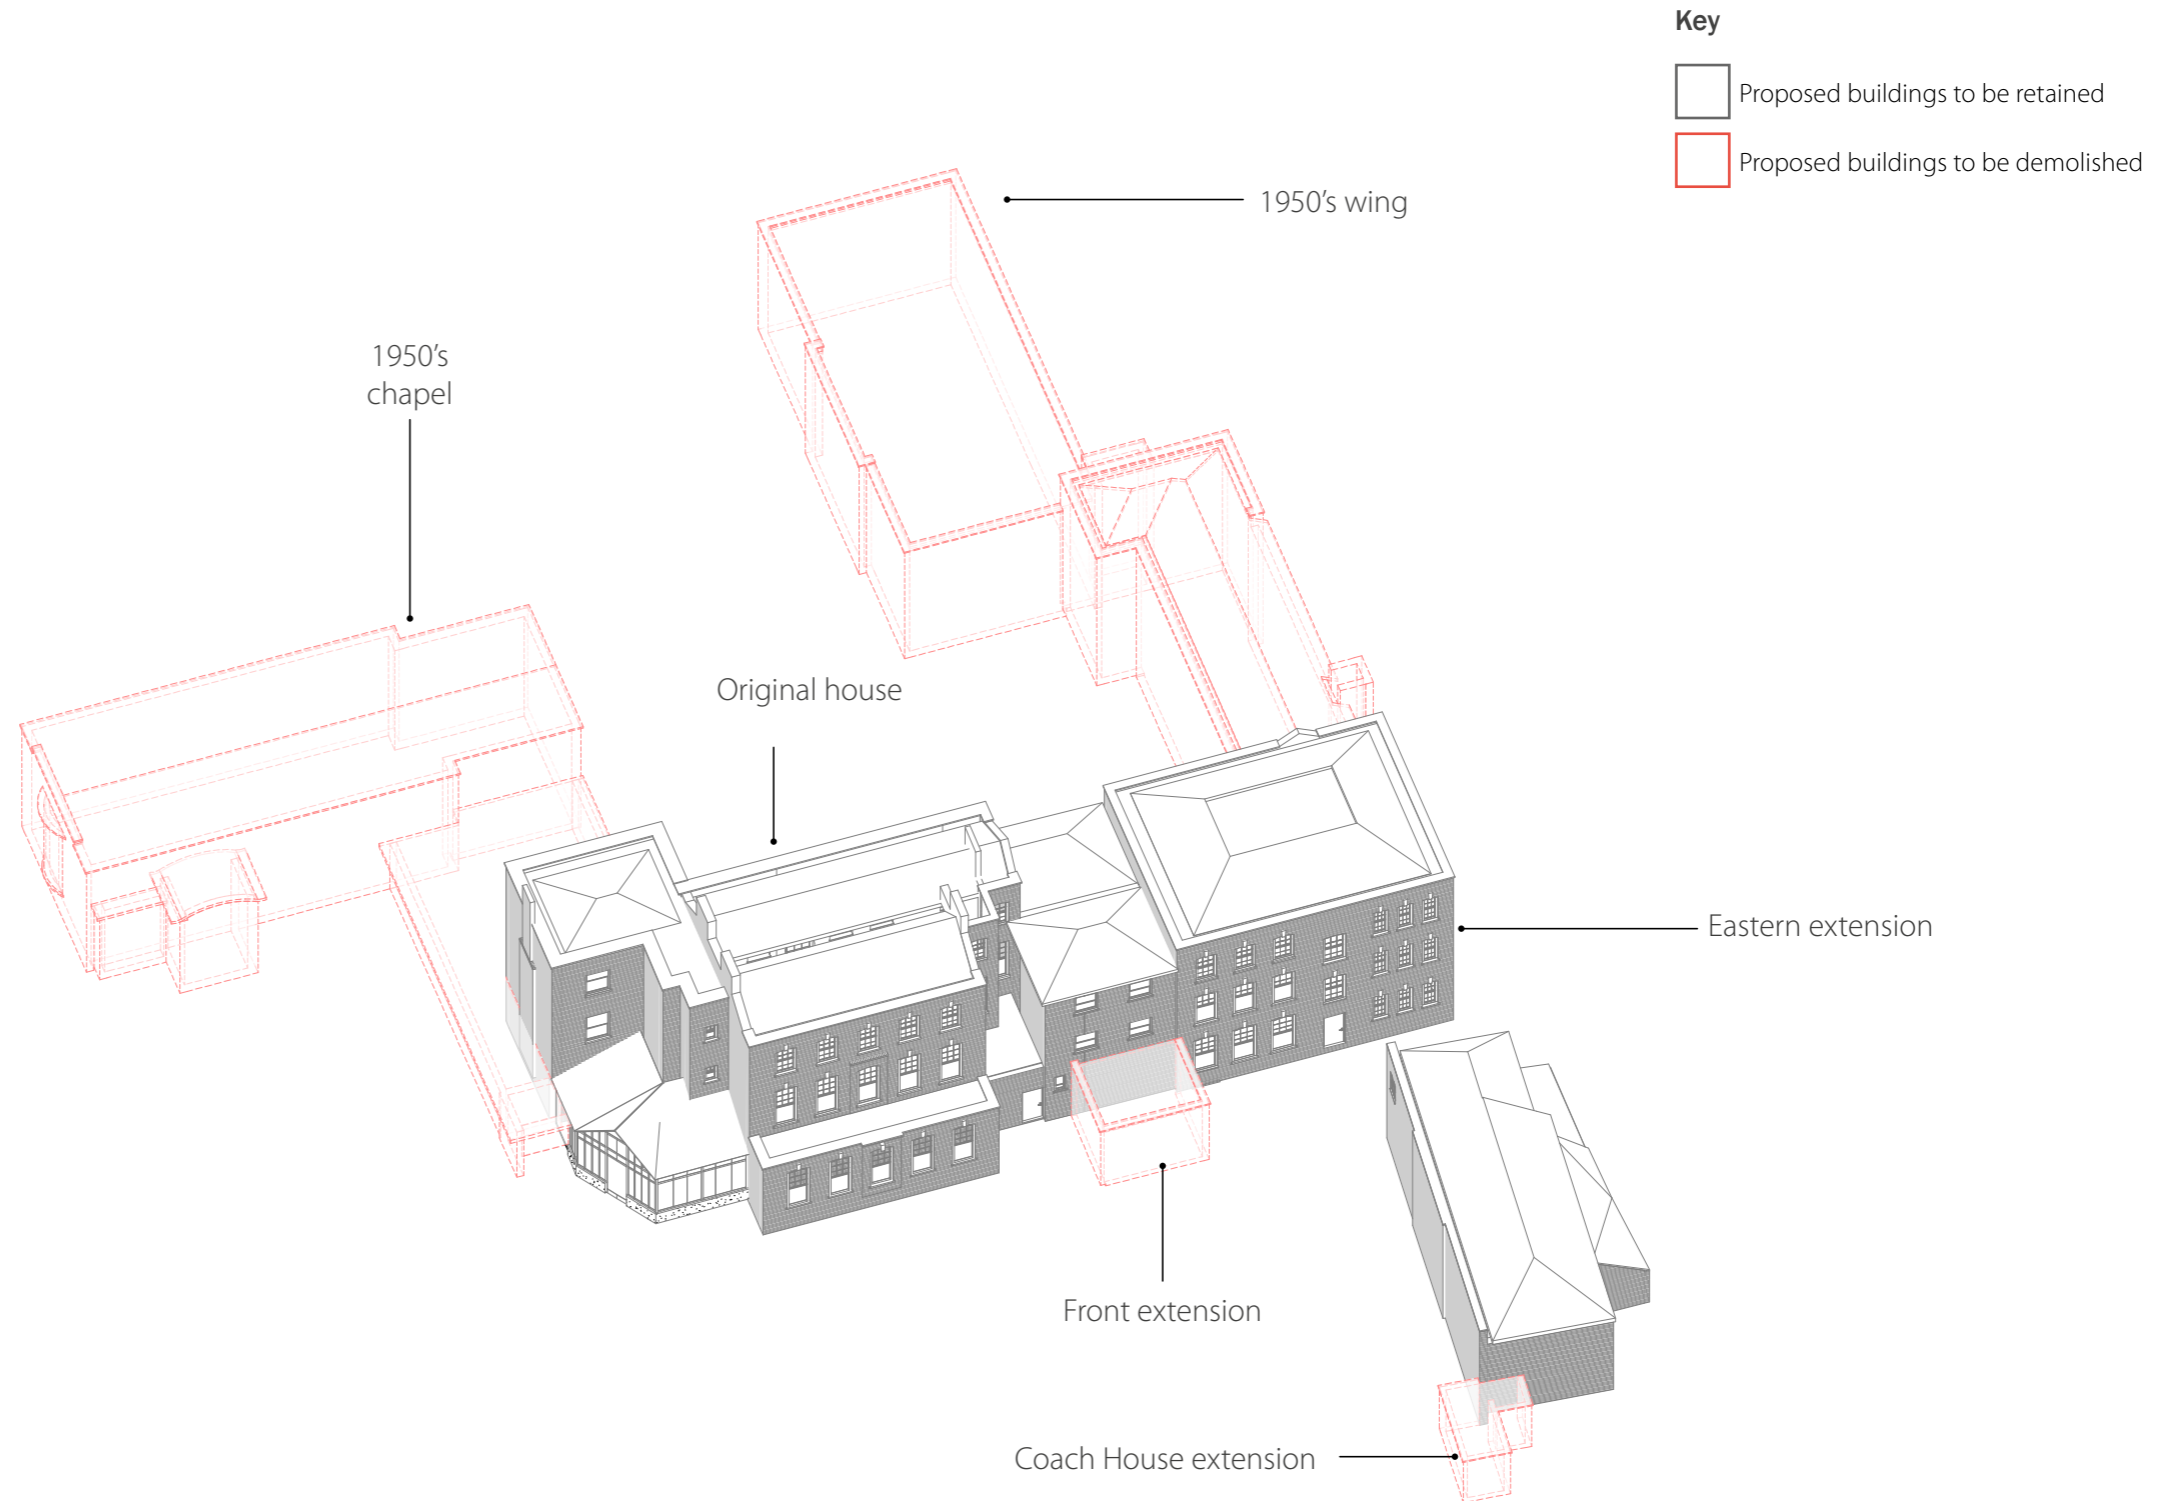 Key
Proposed buildings to be retained
Proposed buildings to be demolished
1950’s wing
1950’s
chapel
Original house
Eastern extension
Front extension
Coach House extension